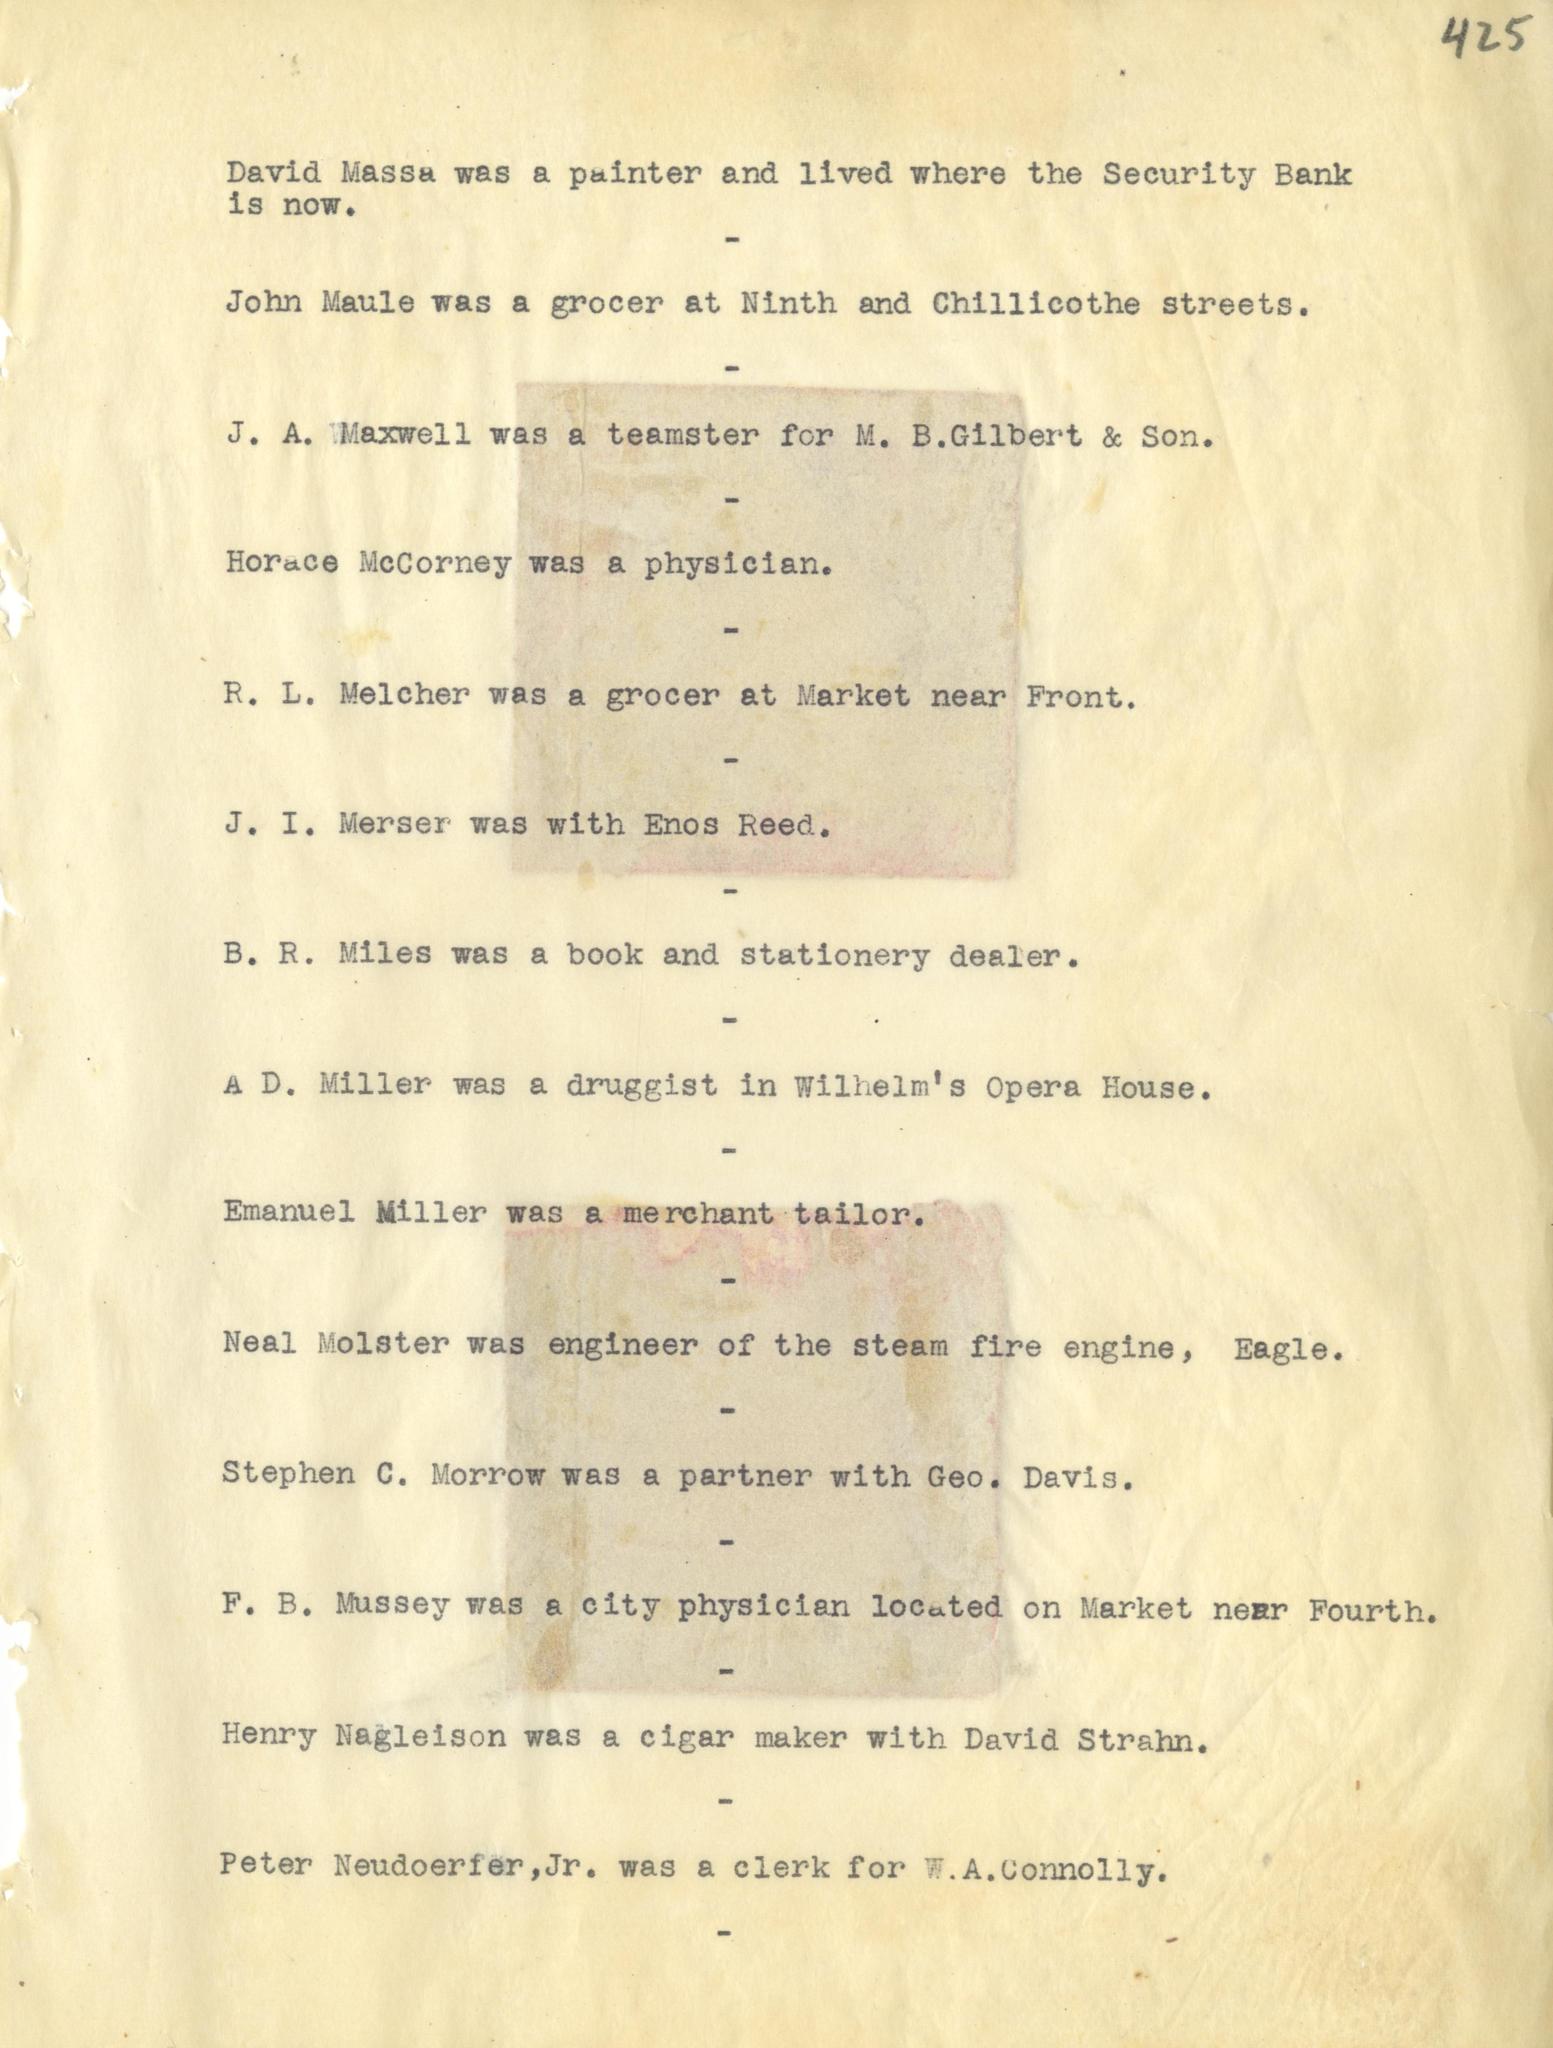 425
David Massa was a painter and lived where the Security Bank
is now.
-
John Maule was a grocer at Ninth and Chillicothe streets.
-
J. A. Maxwell was a teamster for M. B.Gilbert & Son.
-
Horace McCorney was a physician.
-
R. L. Melcher was a grocer at Market near Front.
-
J. I. Merser was with Enos Reed.
-
B. R. Miles was a book and stationery dealer.
-
A D. Miller was a druggist in Wilhelm's Opera House.
-
Emanuel Miller was a merchant tailor.
-
Neal Molster was engineer of the steam fire engine, Eagle.
-
Stephen C. Morrow was a partner with Geo. Davis.
-
F. B. Mussey was a city physician located on Market near Fourth.
-
Henry Nagleison was a cigar maker with David Strahn.
-
Peter Neudoerfer,Jr. was a clerk for W.A.Connolly.
-